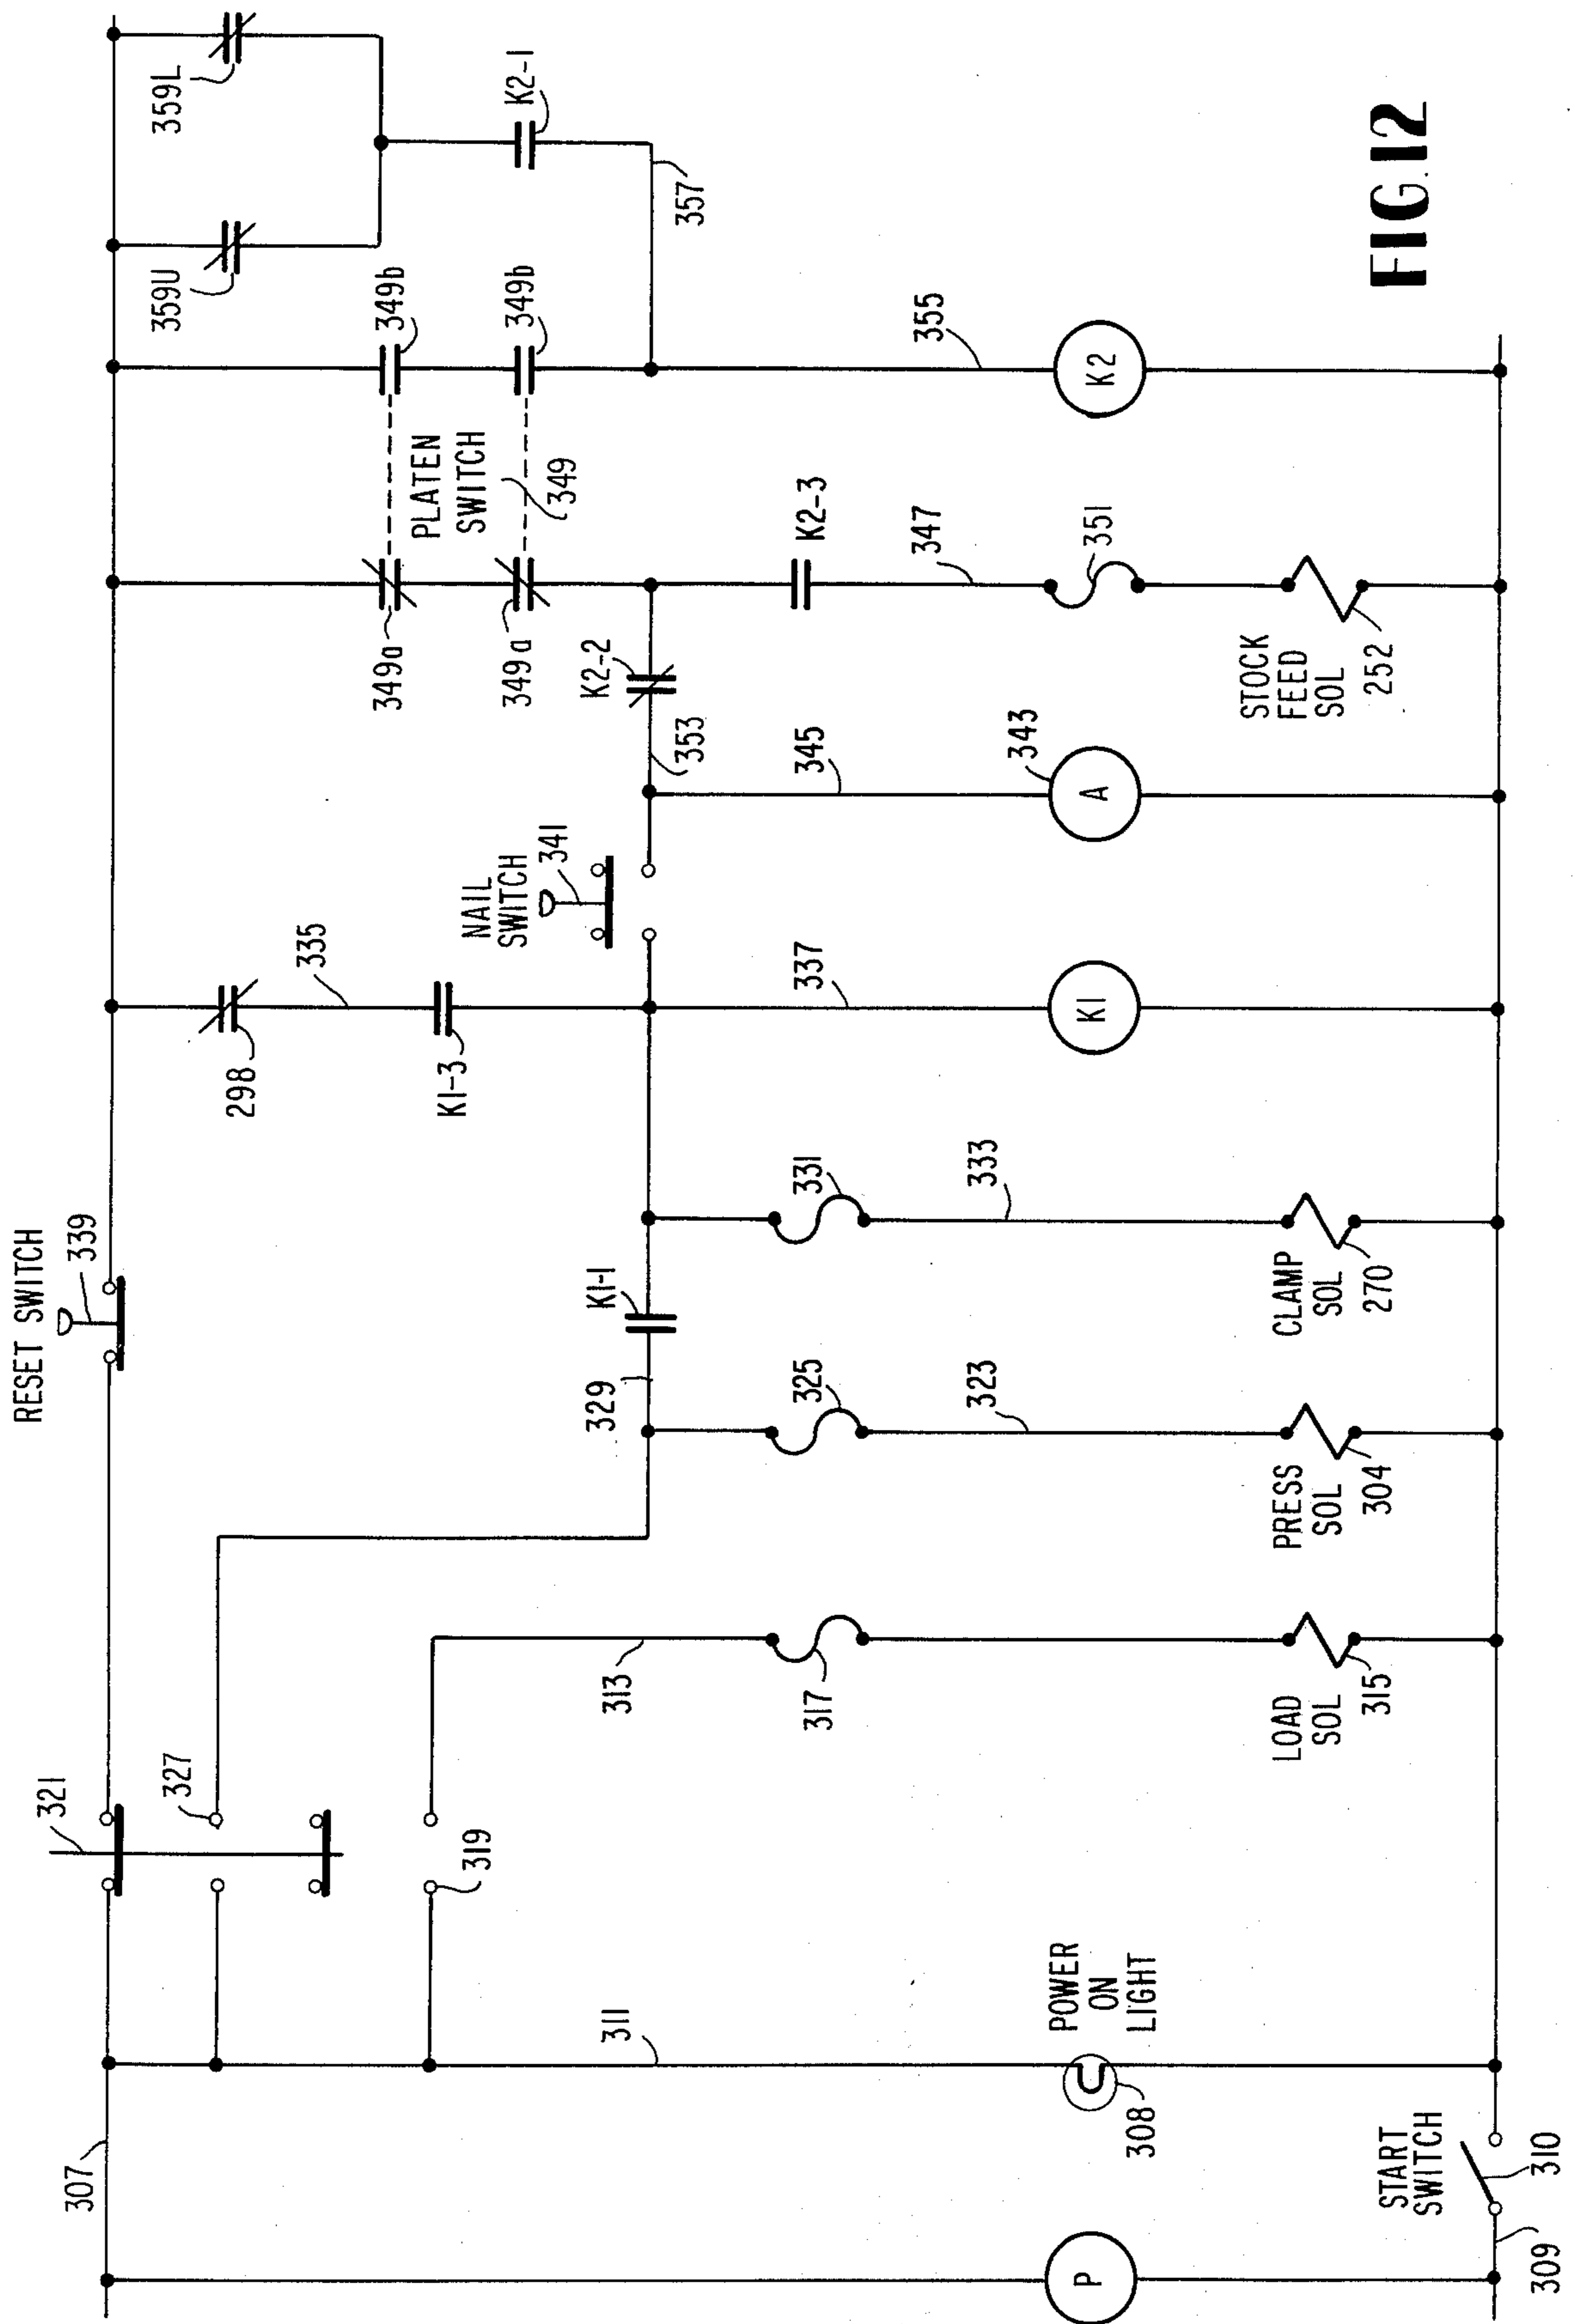 RESET SWITCH
339
321
307
327
319
329
K1-1
298
335
K1-3
NAIL
SWITCH
341
353
K2-2
349a
349a
PLATEN
SWITCH
349
349b
349b
359U
359L
K2-1
357
311
313
317
325
323
331
333
337
345
343
K2-3
347
351
355
P
POWER
ON
LIGHT
308
K1
A
K2
START
SWITCH
310
309
LOAD
SOL
315
PRESS
SOL
304
CLAMP
SOL
270
STOCK
FEED
SOL
252
FIG.12